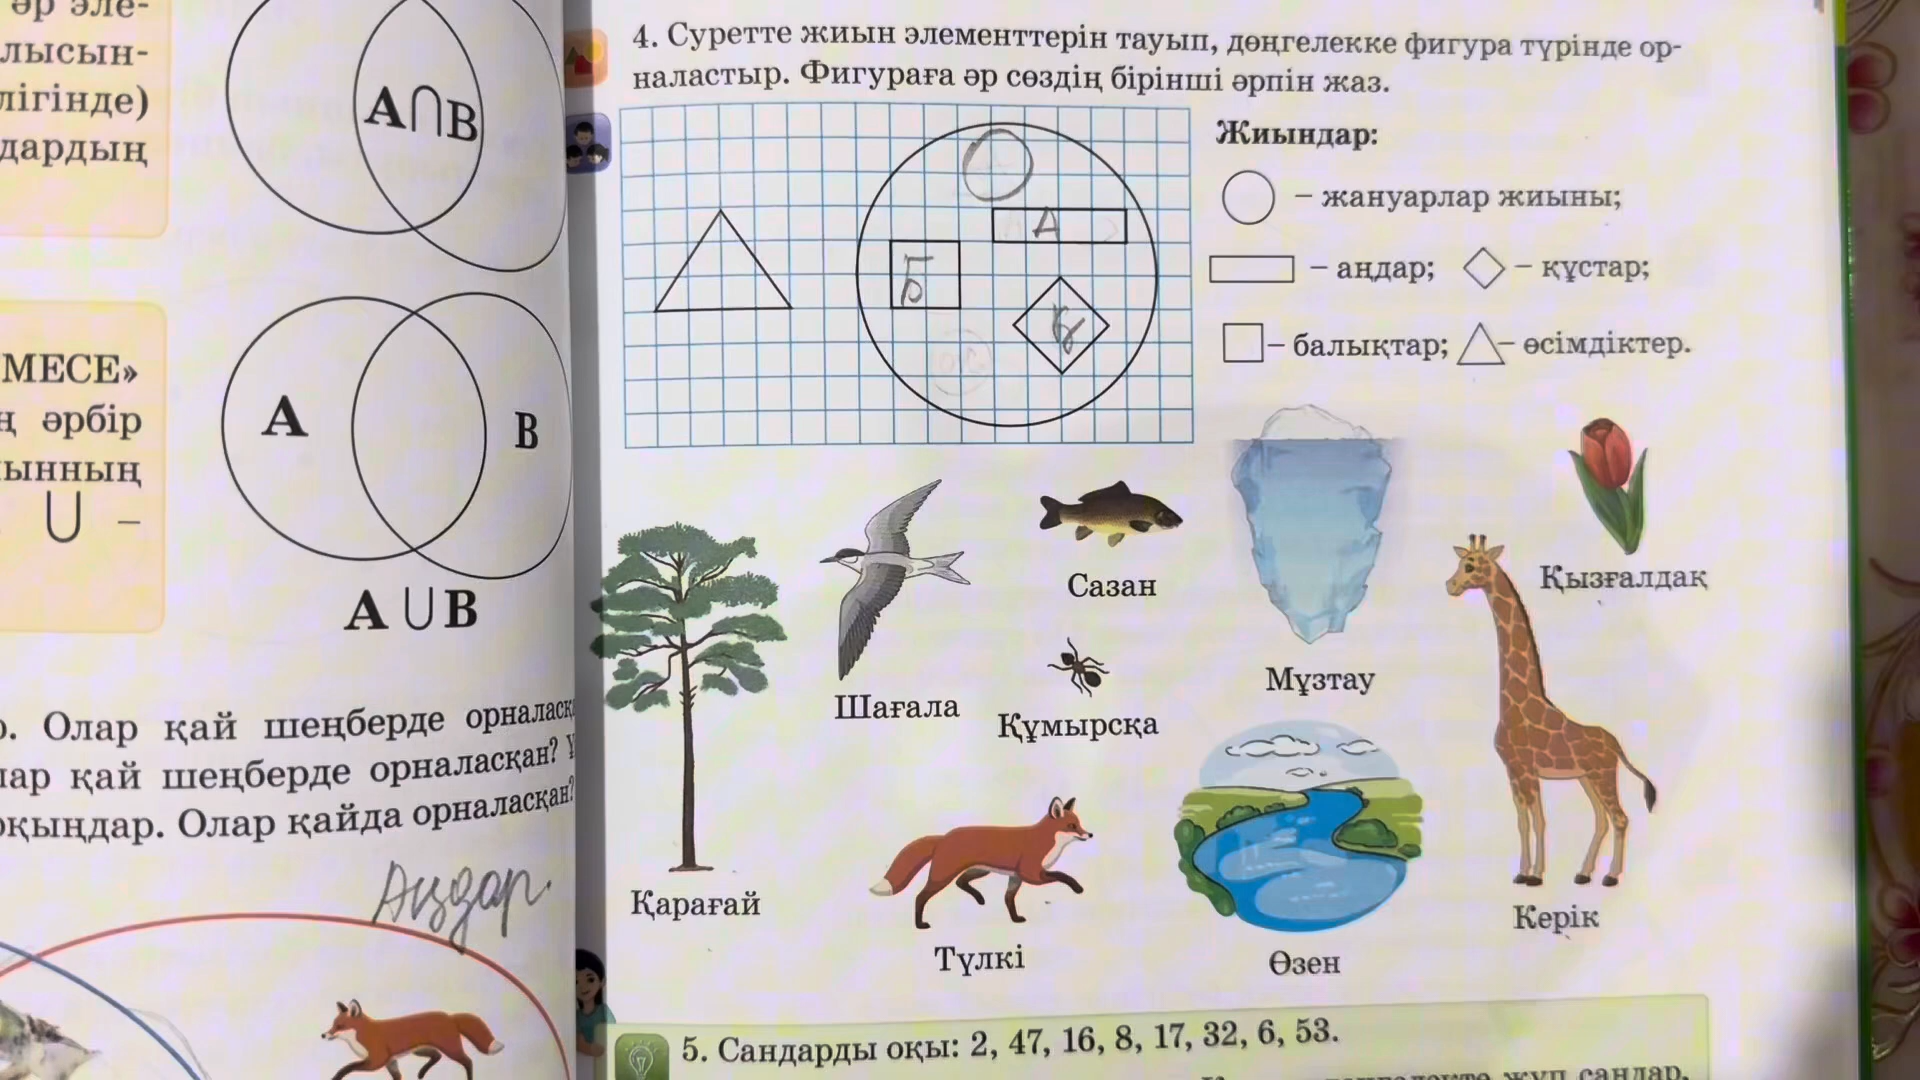 әр эле-
лысын-
лігінде)
дардың
A∩B
МЕСЕ»
ң әрбір
ынның
∪ –
A
B
A ∪ B
Олар қай шеңберде
қай шеңберде орналасқан?
Олар қайда орналасқан?
Аңдар
4. Суретте жиын элементтерін тауып, дөңгелекке фигура түрінде ор-
наластыр. Фигураға әр сөздің бірінші әрпін жаз.
А
Б
Жиындар:
– жануарлар жиыны;
– аңдар; – құстар;
– балықтар; – өсімдіктер.
Сазан
Қызғалдақ
Мұзтау
Шағала
Құмырсқа
Қарағай
Түлкі
Өзен
Керік
5. Сандарды оқы: 2, 47, 16, 8, 17, 32, 6, 53.
жұп сандар,